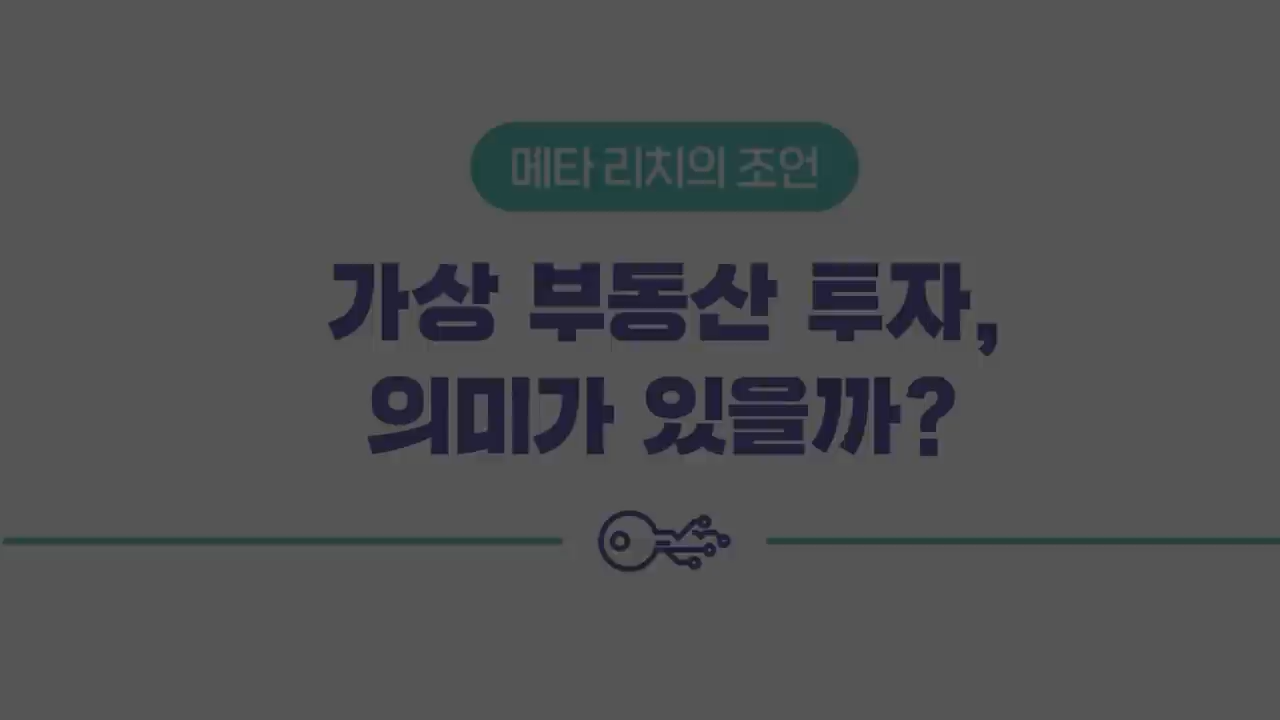 메타 리치의 조언
가상 부동산 투자,
의미가 있을까?